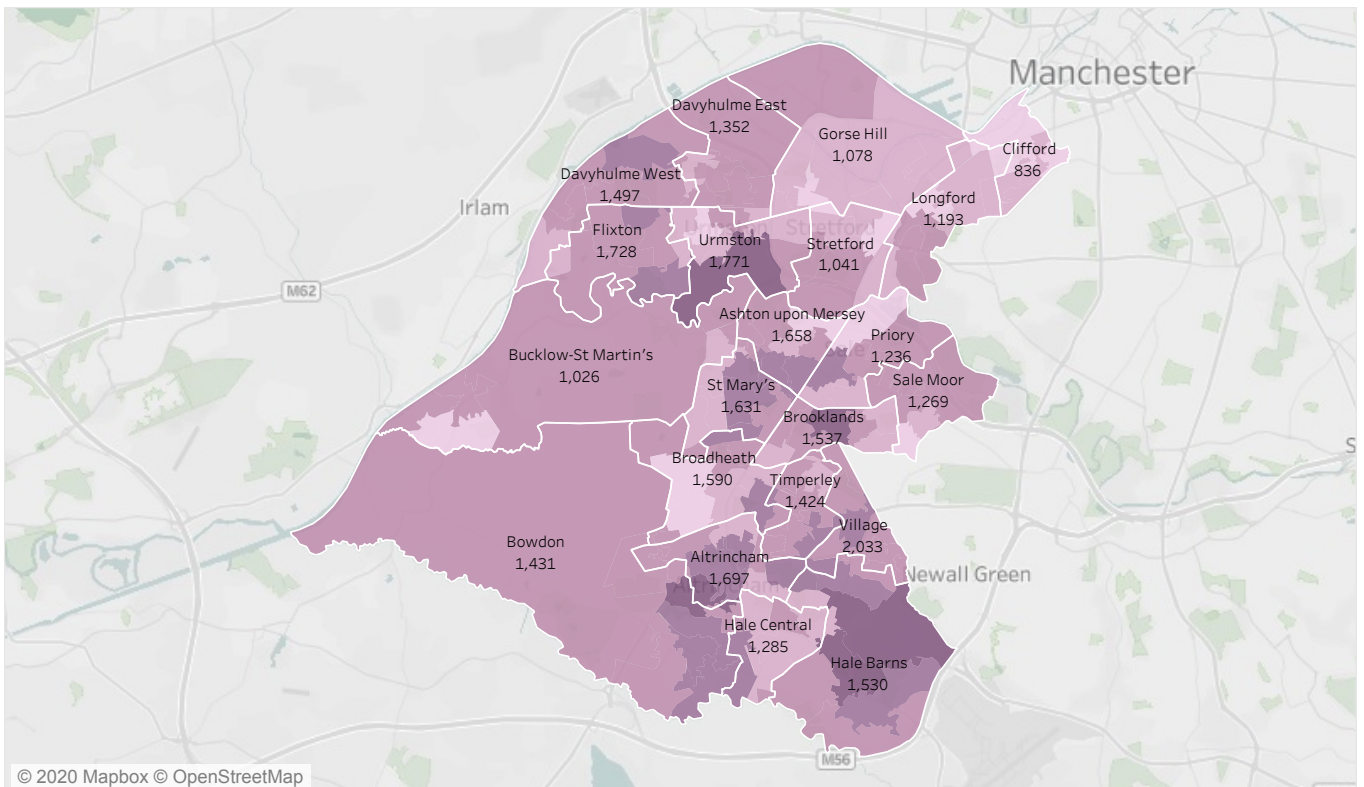 Manchester
Davyhulme East
1,352
Gorse Hill
1,078
Clifford
836
Davyhulme West
1,497
Longford
1,193
Irlam
Flixton
1,728
Urmston
1,771
Stretford
Stretford
1,041
M62
Ashton upon Mersey
1,658
Priory
1,236
Bucklow-St Martin's
1,026
St Mary's
1,631
Sale Moor
1,269
Brooklands
1,537
S
Broadheath
1,590
Timperley
1,424
Village
2,033
Bowdon
1,431
Altrincham
1,697
Newall Green
Hale Central
1,285
Hale Barns
1,530
M56
© 2020 Mapbox © OpenStreetMap